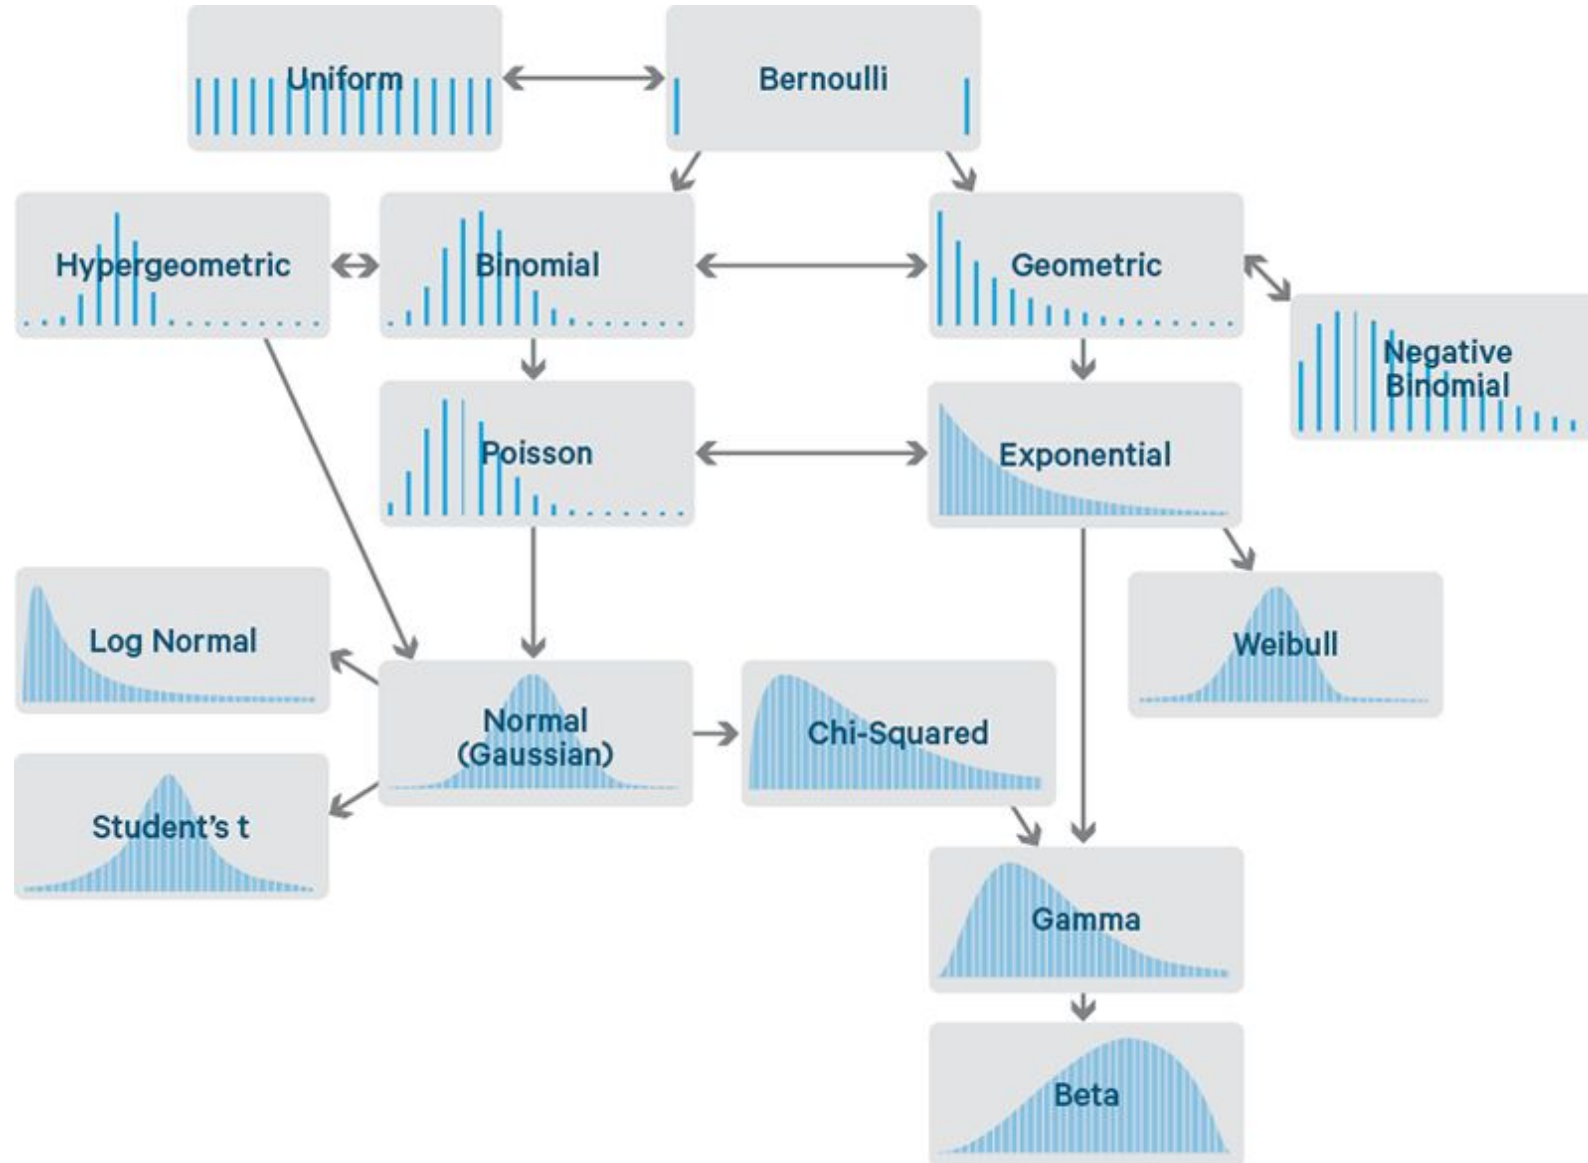 Uniform
Bernoulli
Hypergeometric
Binomial
Geometric
Negative
Binomial
Poisson
Exponential
Log Normal
Weibull
Normal
(Gaussian)
Chi-Squared
Student’s t
Gamma
Beta